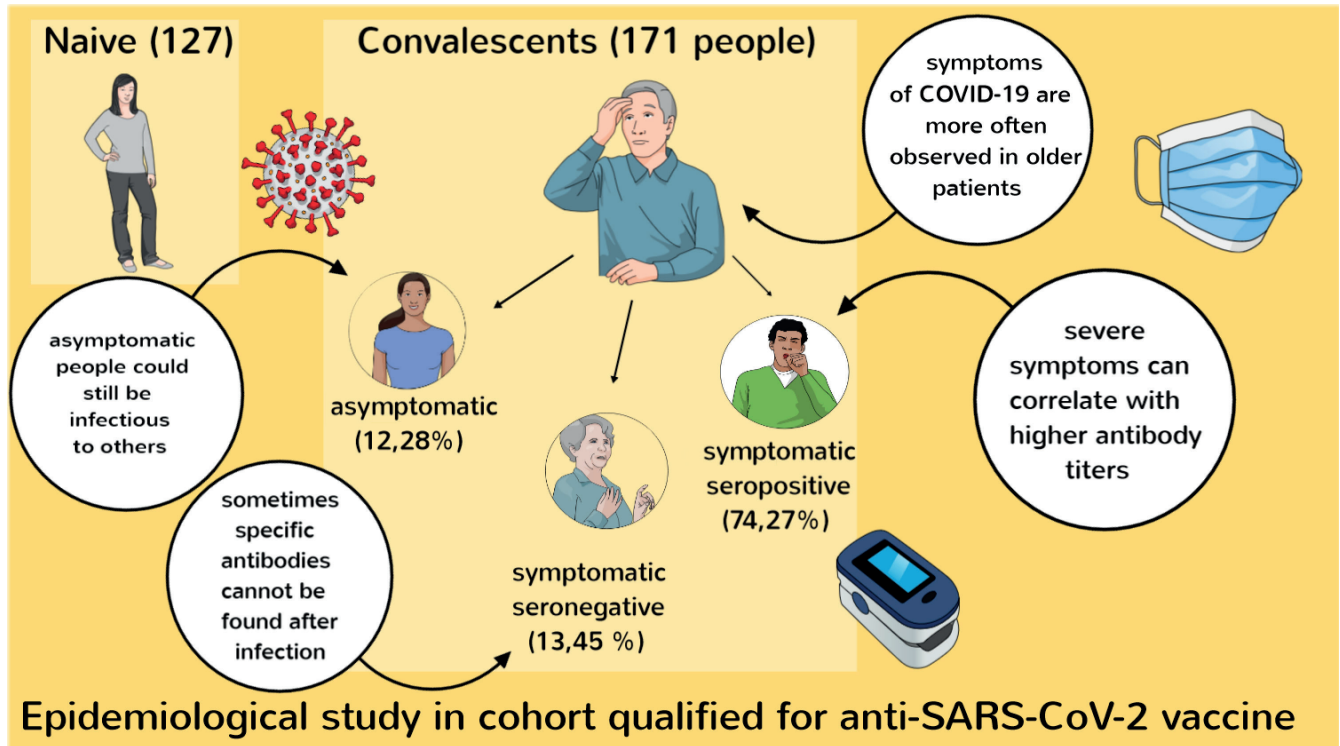 Naive (127)
Convalescents (171 people)
symptoms
of COVID-19 are
more often
observed in older
patients
asymptomatic
people could
still be
infectious
to others
severe
symptoms can
correlate with
higher antibody
titers
asymptomatic
(12,28%)
symptomatic
seropositive
(74,27%)
sometimes
specific
antibodies
cannot be
found after
infection
symptomatic
seronegative
(13,45 %)
Epidemiological study in cohort qualified for anti-SARS-CoV-2 vaccine